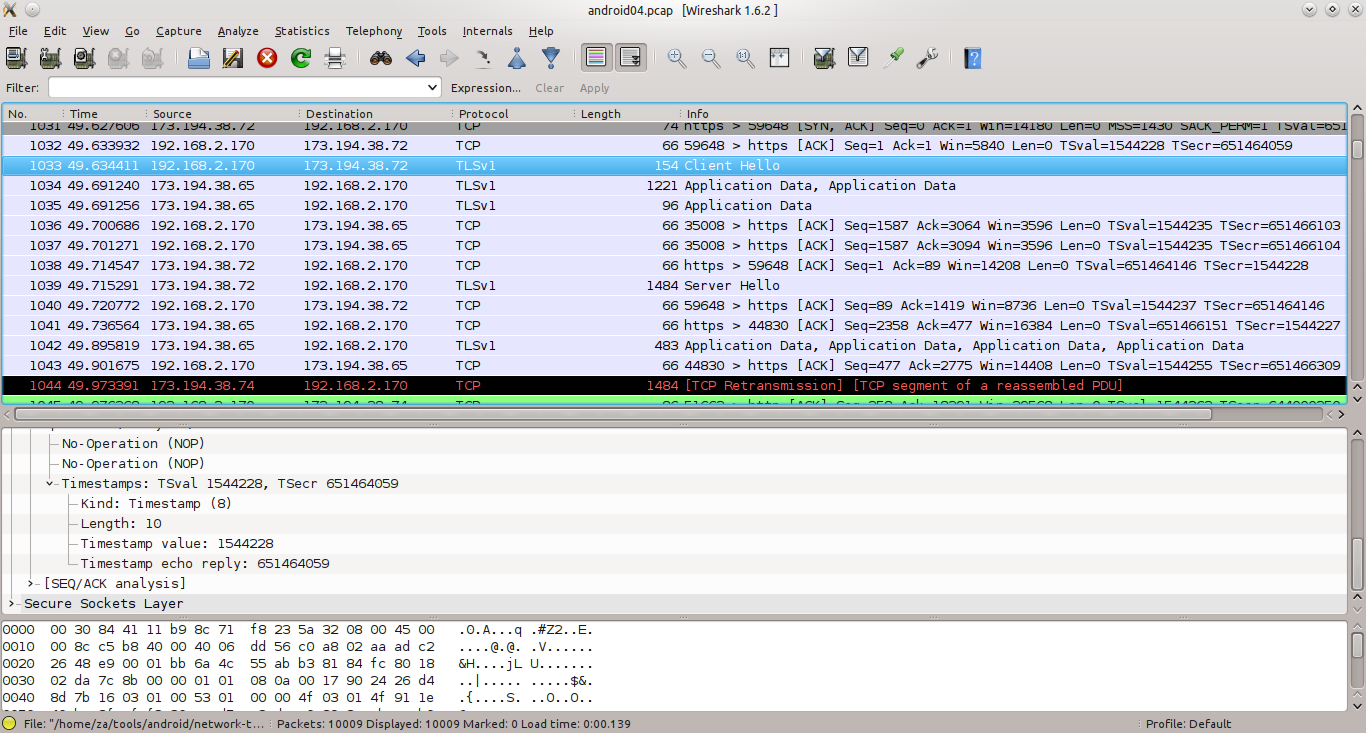 android04.pcap [Wireshark 1.6.2 ]
File Edit View Go Capture Analyze Statistics Telephony Tools Internals Help
Filter: Expression... Clear Apply
No. Time Source Destination Protocol Length Info
1031 49.627606 173.194.38.72 192.168.2.170 TCP 74 https > 59648 [SYN, ACK] Seq=0 Ack=1 Win=14180 Len=0 MSS=1430 SACK_PERM=1 TSval=651
1032 49.633932 192.168.2.170 173.194.38.72 TCP 66 59648 > https [ACK] Seq=1 Ack=1 Win=5840 Len=0 TSval=1544228 TSecr=651464059
1033 49.634411 192.168.2.170 173.194.38.72 TLSv1 154 Client Hello
1034 49.691240 173.194.38.65 192.168.2.170 TLSv1 1221 Application Data, Application Data
1035 49.691256 173.194.38.65 192.168.2.170 TLSv1 96 Application Data
1036 49.700686 192.168.2.170 173.194.38.65 TCP 66 35008 > https [ACK] Seq=1587 Ack=3064 Win=3596 Len=0 TSval=1544235 TSecr=651466103
1037 49.701271 192.168.2.170 173.194.38.65 TCP 66 35008 > https [ACK] Seq=1587 Ack=3094 Win=3596 Len=0 TSval=1544235 TSecr=651466104
1038 49.714547 173.194.38.72 192.168.2.170 TCP 66 https > 59648 [ACK] Seq=1 Ack=89 Win=14208 Len=0 TSval=651464146 TSecr=1544228
1039 49.715291 173.194.38.72 192.168.2.170 TLSv1 1484 Server Hello
1040 49.720772 192.168.2.170 173.194.38.72 TCP 66 59648 > https [ACK] Seq=89 Ack=1419 Win=8736 Len=0 TSval=1544237 TSecr=651464146
1041 49.736564 173.194.38.65 192.168.2.170 TCP 66 https > 44830 [ACK] Seq=2358 Ack=477 Win=16384 Len=0 TSval=651466151 TSecr=1544227
1042 49.895819 173.194.38.65 192.168.2.170 TLSv1 483 Application Data, Application Data, Application Data, Application Data
1043 49.901675 192.168.2.170 173.194.38.65 TCP 66 44830 > https [ACK] Seq=477 Ack=2775 Win=14408 Len=0 TSval=1544255 TSecr=651466309
1044 49.973391 173.194.38.74 192.168.2.170 TCP 1484 [TCP Retransmission] [TCP segment of a reassembled PDU]
No-Operation (NOP)
No-Operation (NOP)
Timestamps: TSval 1544228, TSecr 651464059
Kind: Timestamp (8)
Length: 10
Timestamp value: 1544228
Timestamp echo reply: 651464059
[SEQ/ACK analysis]
Secure Sockets Layer
0000 00 30 84 41 11 b9 8c 71 f8 23 5a 32 08 00 45 00 .0.A...q .#Z2..E.
0010 00 8c c5 b8 40 00 40 06 dd 56 c0 a8 02 aa ad c2 ....@.@. .V......
0020 26 48 e9 00 01 bb 6a 4c 55 ab b3 81 84 fc 80 18 &H....jL U.......
0030 02 da 7c 8b 00 00 01 01 08 0a 00 17 90 24 26 d4 ..|..... .....$&.
0040 8d 7b 16 03 01 00 53 01 00 00 4f 03 01 4f 91 1e .{....S. ..O..O..
File: "/home/za/tools/android/network-t... Packets: 10009 Displayed: 10009 Marked: 0 Load time: 0:00.139 Profile: Default